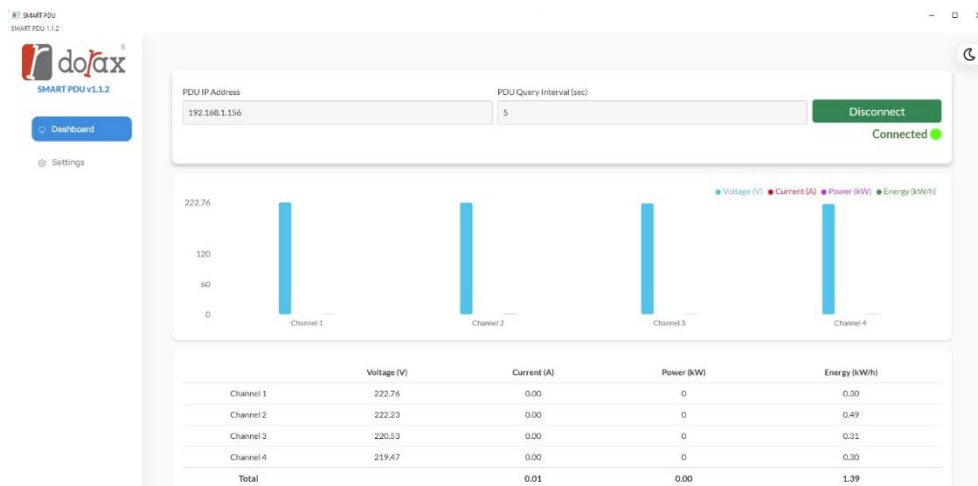 SMART PDU
SMART PDU 1.1.2
dorax®
SMART PDU v1.1.2
Dashboard
Settings
PDU IP Address
192.168.1.156
PDU Query Interval (sec)
5
Disconnect
Connected
Voltage (V) Current (A) Power (kW) Energy (kW/h)
222.76
120
60
0
Channel 1 Channel 2 Channel 3 Channel 4
Voltage (V) Current (A) Power (kW) Energy (kW/h)
Channel 1 222.76 0.00 0 0.30
Channel 2 222.23 0.00 0 0.49
Channel 3 220.53 0.00 0 0.31
Channel 4 219.47 0.00 0 0.30
Total 0.01 0.00 1.39